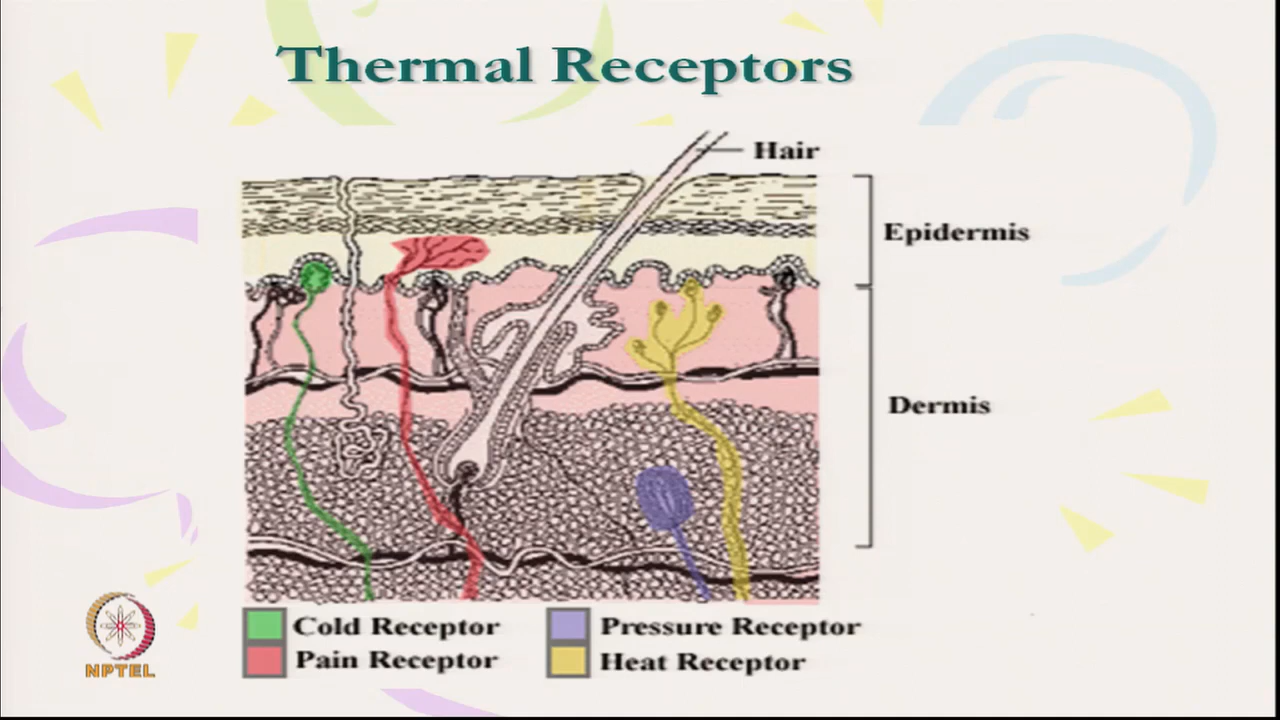 Thermal Receptors
Hair
Epidermis
Dermis
Cold Receptor
Pressure Receptor
Pain Receptor
Heat Receptor
NPTEL